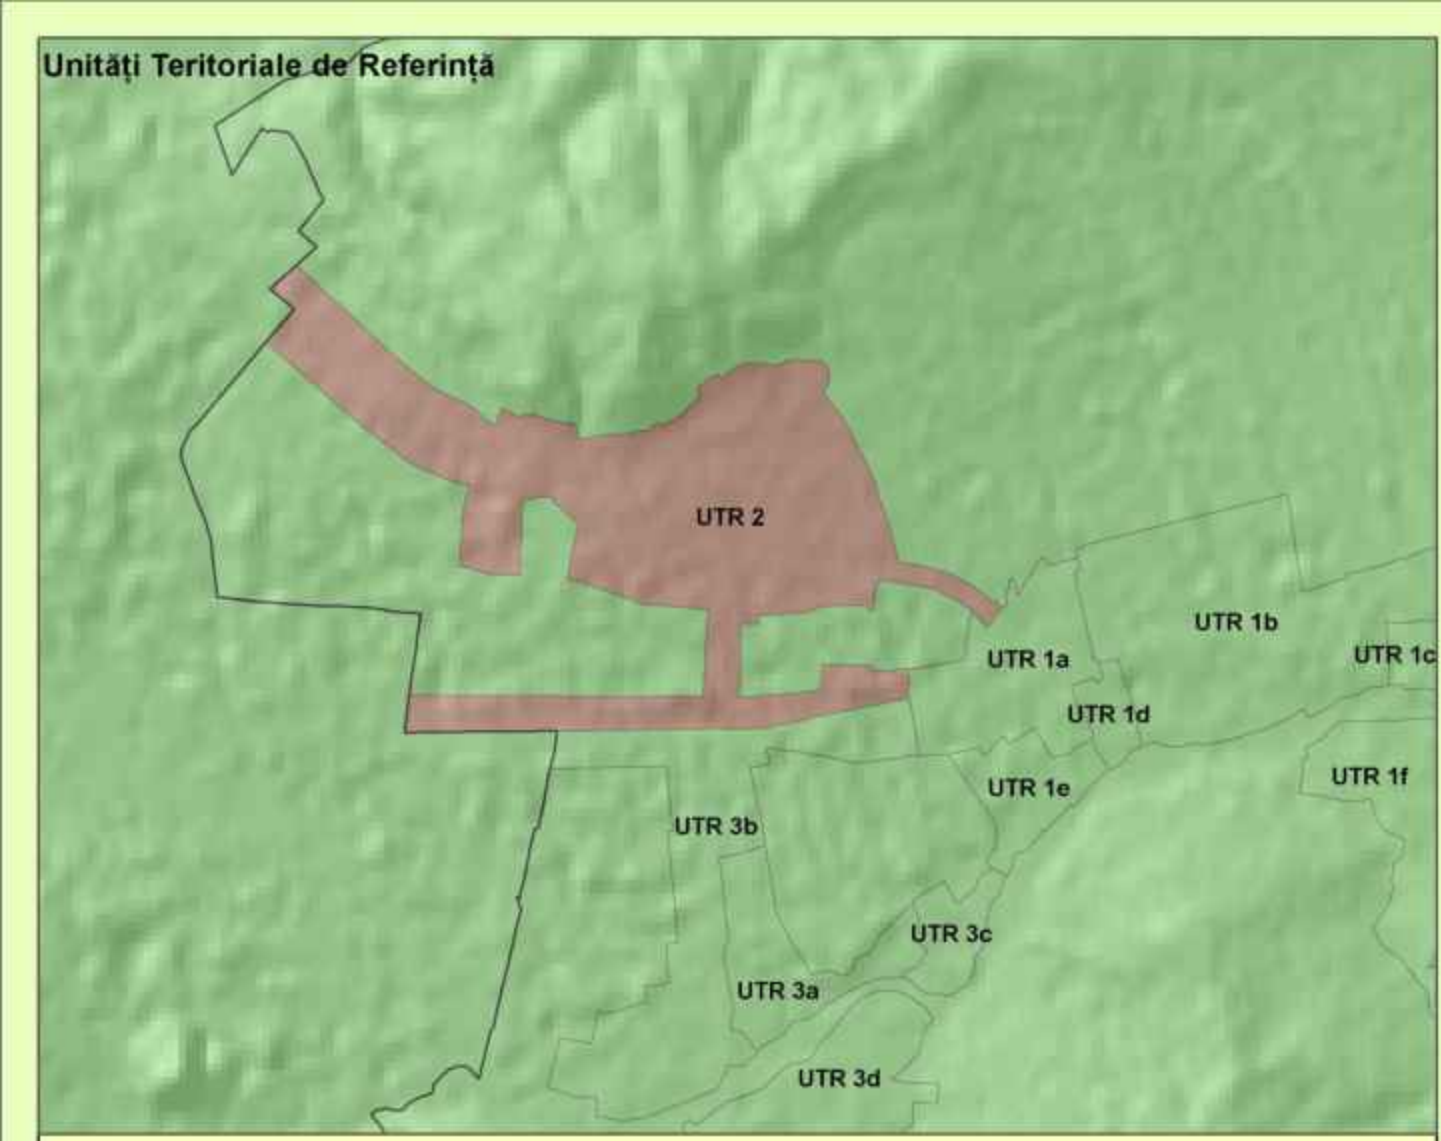 Unități Teritoriale de Referință
UTR 2
UTR 1b
UTR 1a
UTR 1c
UTR 1d
UTR 1f
UTR 1e
UTR 3b
UTR 3c
UTR 3a
UTR 3d